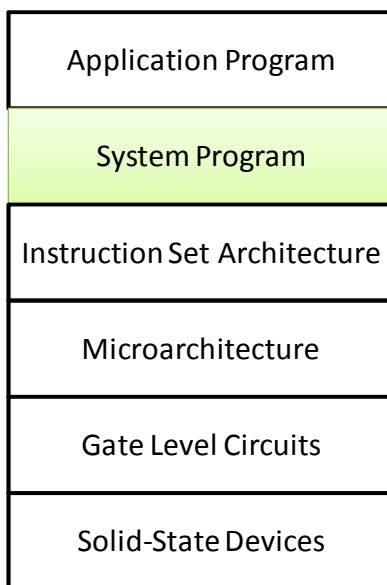 Application Program
System Program
Instruction Set Architecture
Microarchitecture
Gate Level Circuits
Solid-State Devices